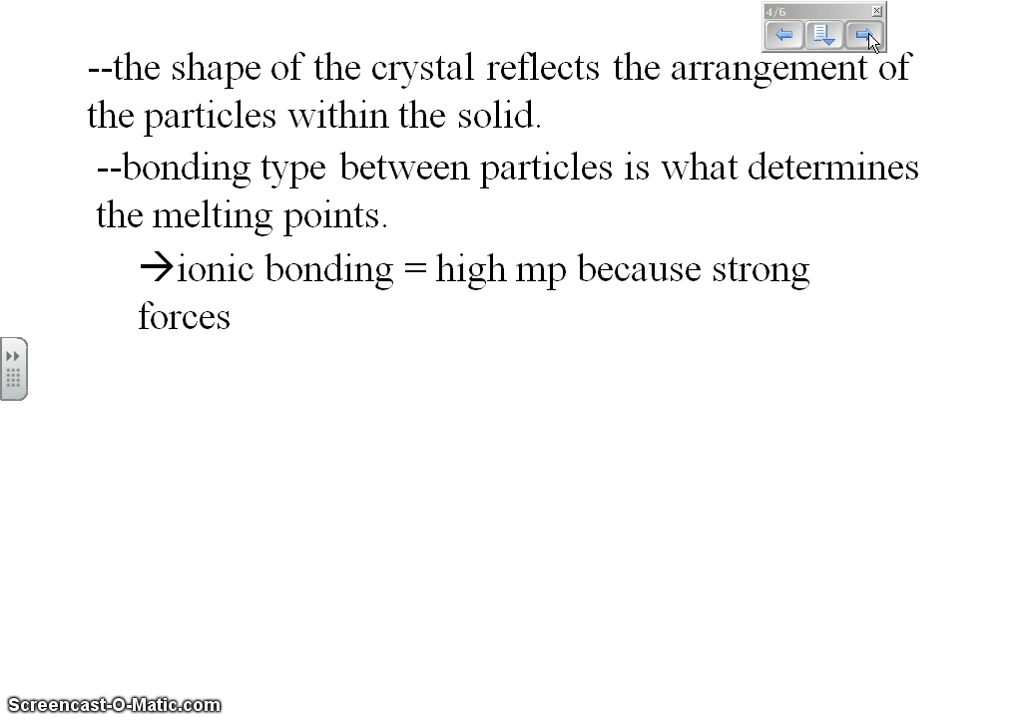 4/6
--the shape of the crystal reflects the arrangement of
the particles within the solid.
--bonding type between particles is what determines
the melting points.
→ionic bonding = high mp because strong
forces
Screencast-O-Matic.com